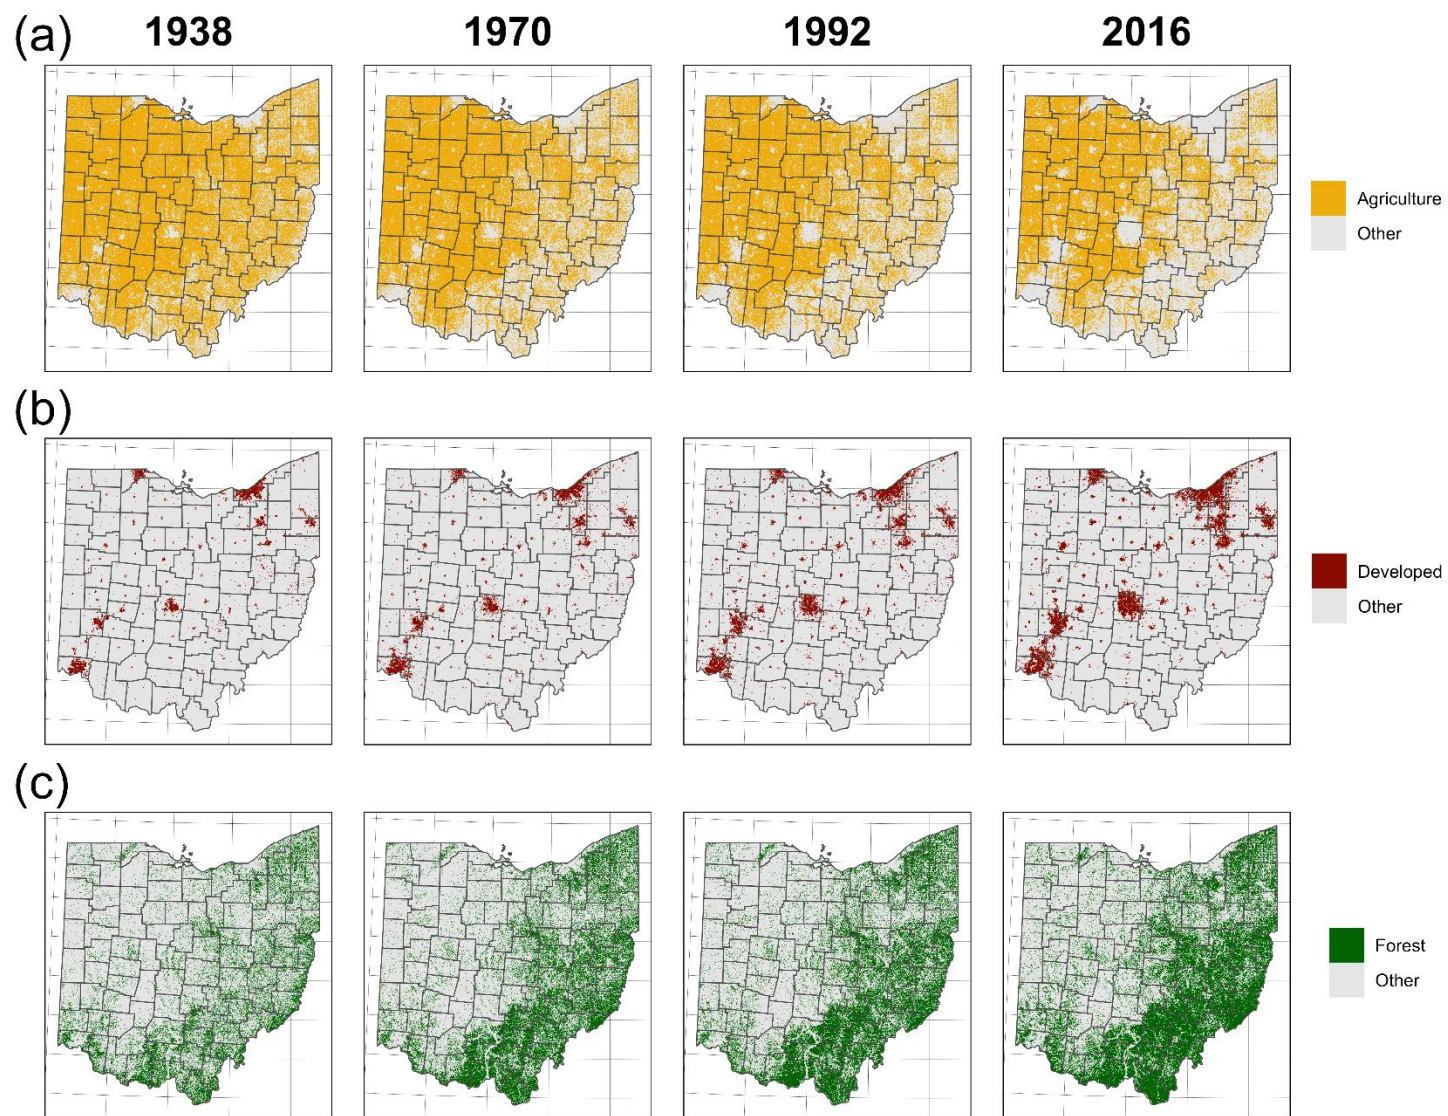 (a)
1938 1970 1992 2016
Agriculture
Other
(b)
Developed
Other
(c)
Forest
Other